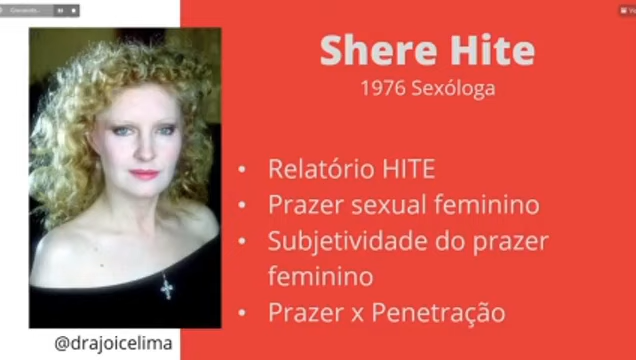 Shere Hite
1976 Sexóloga
• Relatório HITE
• Prazer sexual feminino
• Subjetividade do prazer
feminino
• Prazer x Penetração
@drajoicelima